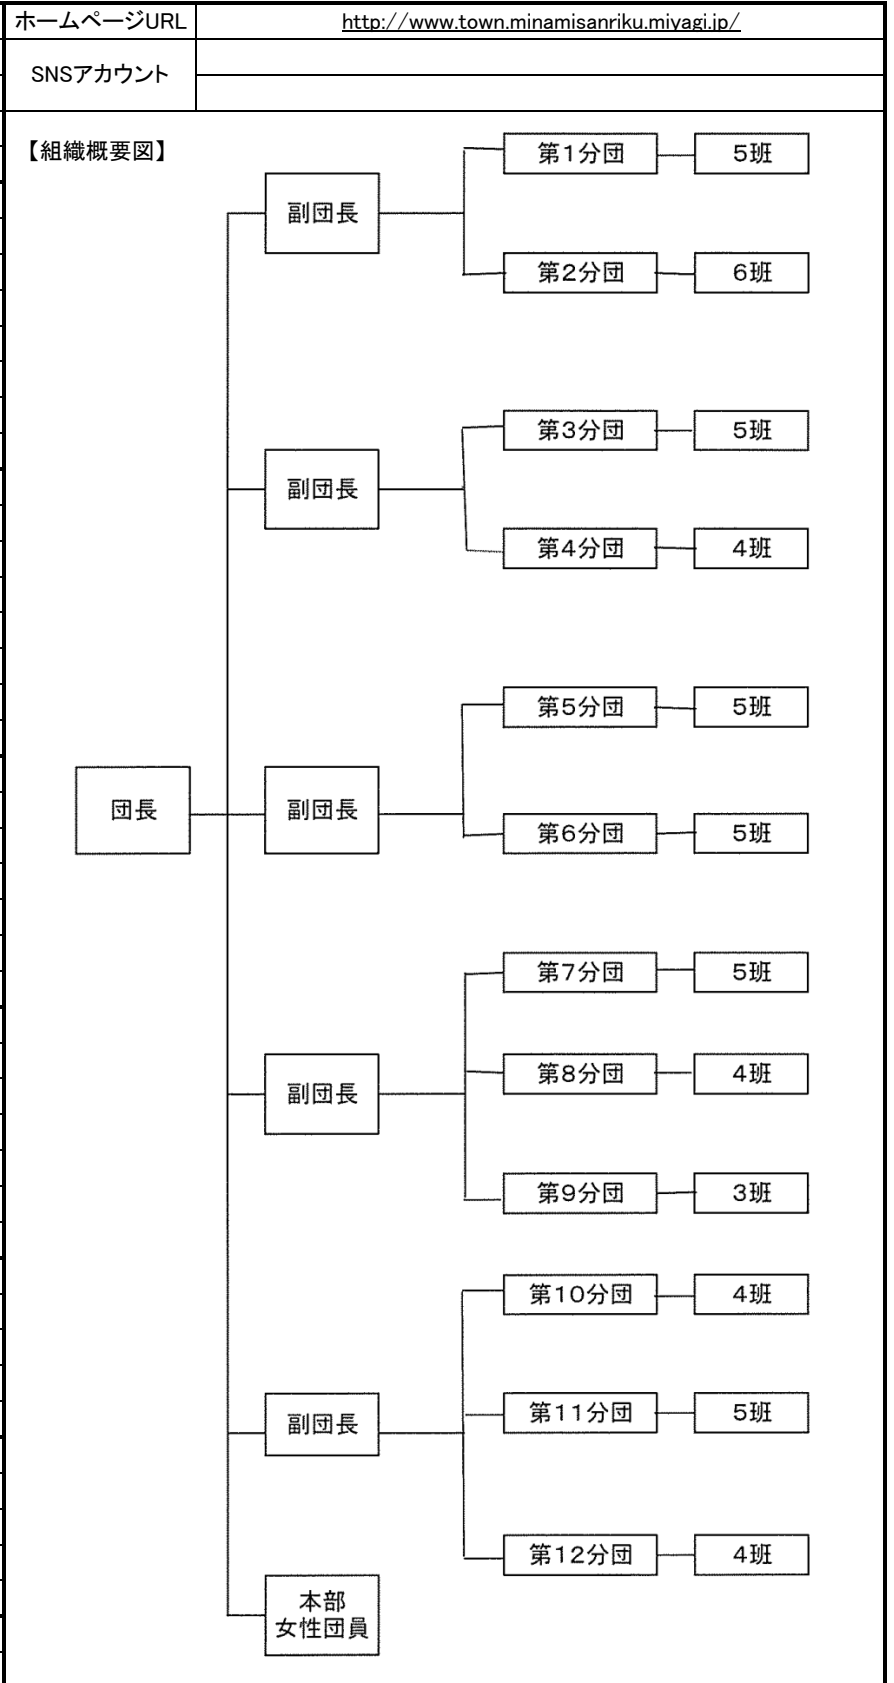 ホームページURL
http://www.town.minamisanriku.miyagi.jp/
SNSアカウント
【組織概要図】
第1分団
5班
副団長
第2分団
6班
第3分団
5班
副団長
第4分団
4班
第5分団
5班
団長
副団長
第6分団
5班
第7分団
5班
第8分団
4班
副団長
第9分団
3班
第10分団
4班
第11分団
5班
副団長
第12分団
4班
本部
女性団員